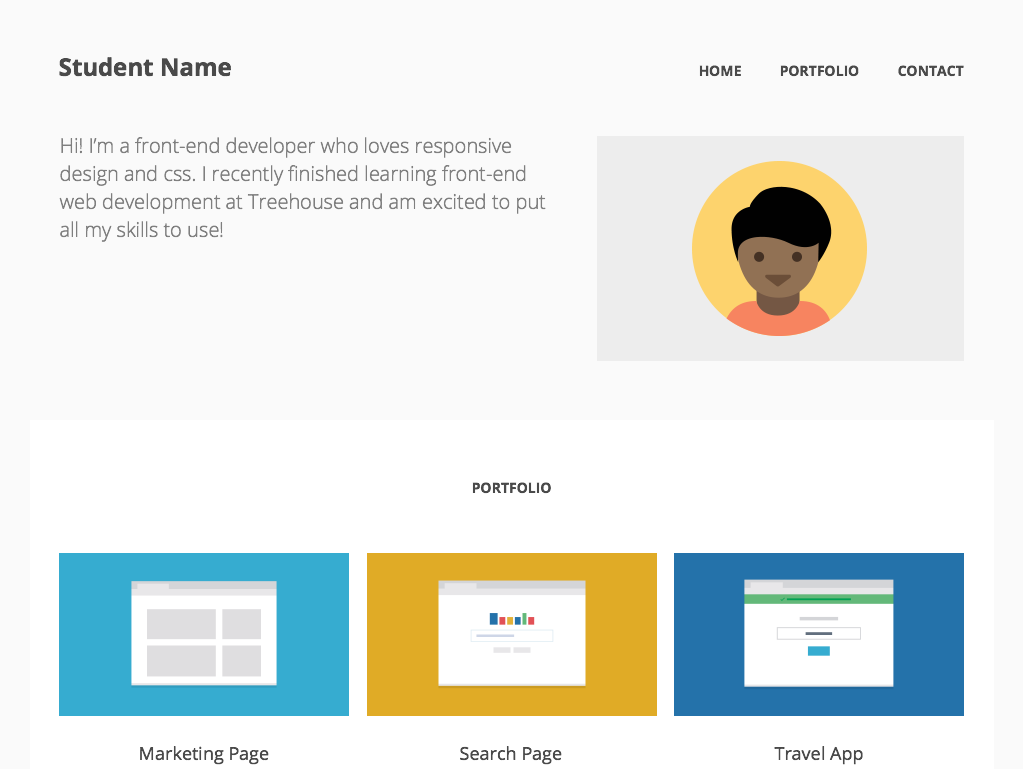 Student Name
HOME PORTFOLIO CONTACT
Hi! I’m a front-end developer who loves responsive
design and css. I recently finished learning front-end
web development at Treehouse and am excited to put
all my skills to use!
PORTFOLIO
Marketing Page
Search Page
Travel App